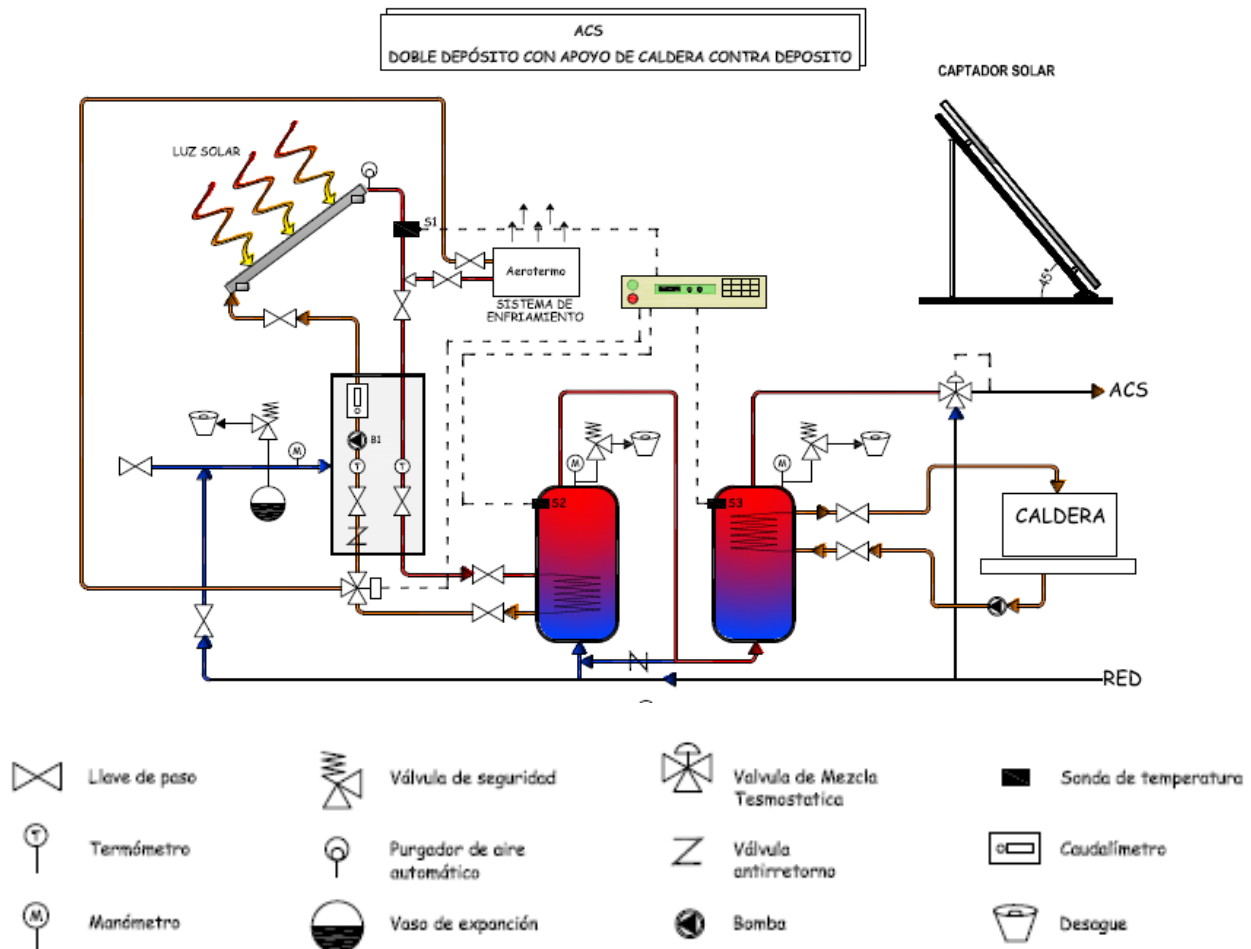 ACS
DOBLE DEPÓSITO CON APOYO DE CALDERA CONTRA DEPOSITO
CAPTADOR SOLAR
LUZ SOLAR
S1
Aerotermo
SISTEMA DE
ENFRIAMIENTO
45º
ACS
B1
M
T
T
M
S2
M
S3
CALDERA
RED
Llave de paso
Válvula de seguridad
Valvula de Mezcla
Tesmostatica
Sonda de temperatura
T
Termómetro
Purgador de aire
automático
Válvula
antirretorno
Caudalímetro
M
Manómetro
Vaso de expanción
Bomba
Desague